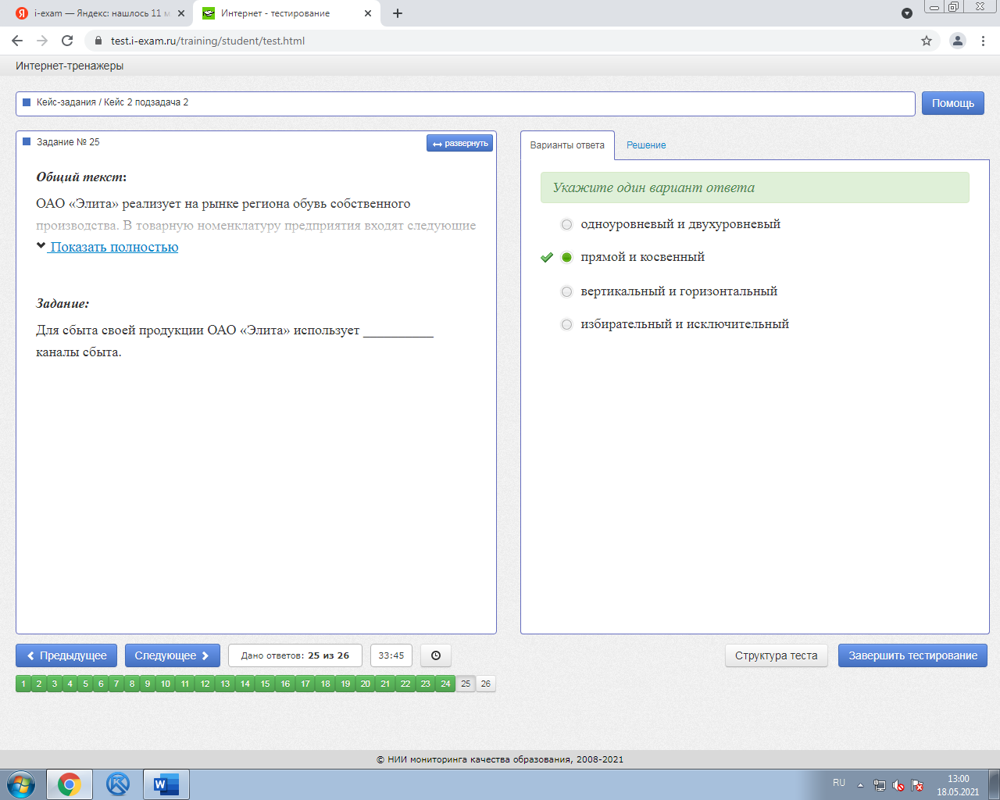 i-exam — Яндекс: нашлось 11 м
Интернет - тестирование
test.i-exam.ru/training/student/test.html
Интернет-тренажеры
Кейс-задания / Кейс 2 подзадача 2
Помощь
Задание № 25
развернуть
Общий текст:
ОАО «Элита» реализует на рынке региона обувь собственного
производства. В товарную номенклатуру предприятия входят следующие
Показать полностью
Задание:
Для сбыта своей продукции ОАО «Элита» использует __________
каналы сбыта.
Варианты ответа
Решение
Укажите один вариант ответа
одноуровневый и двухуровневый
прямой и косвенный
вертикальный и горизонтальный
избирательный и исключительный
Предыдущее
Следующее
Дано ответов: 25 из 26
33:45
Структура теста
Завершить тестирование
1 2 3 4 5 6 7 8 9 10 11 12 13 14 15 16 17 18 19 20 21 22 23 24 25 26
© НИИ мониторинга качества образования, 2008-2021
RU
13:00
18.05.2021